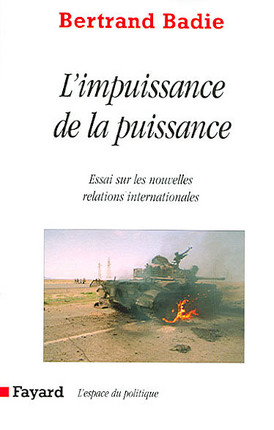 Bertrand Badie
L'impuissance
de la puissance
Essai sur les nouvelles
relations internationales
Fayard
L'espace du politique